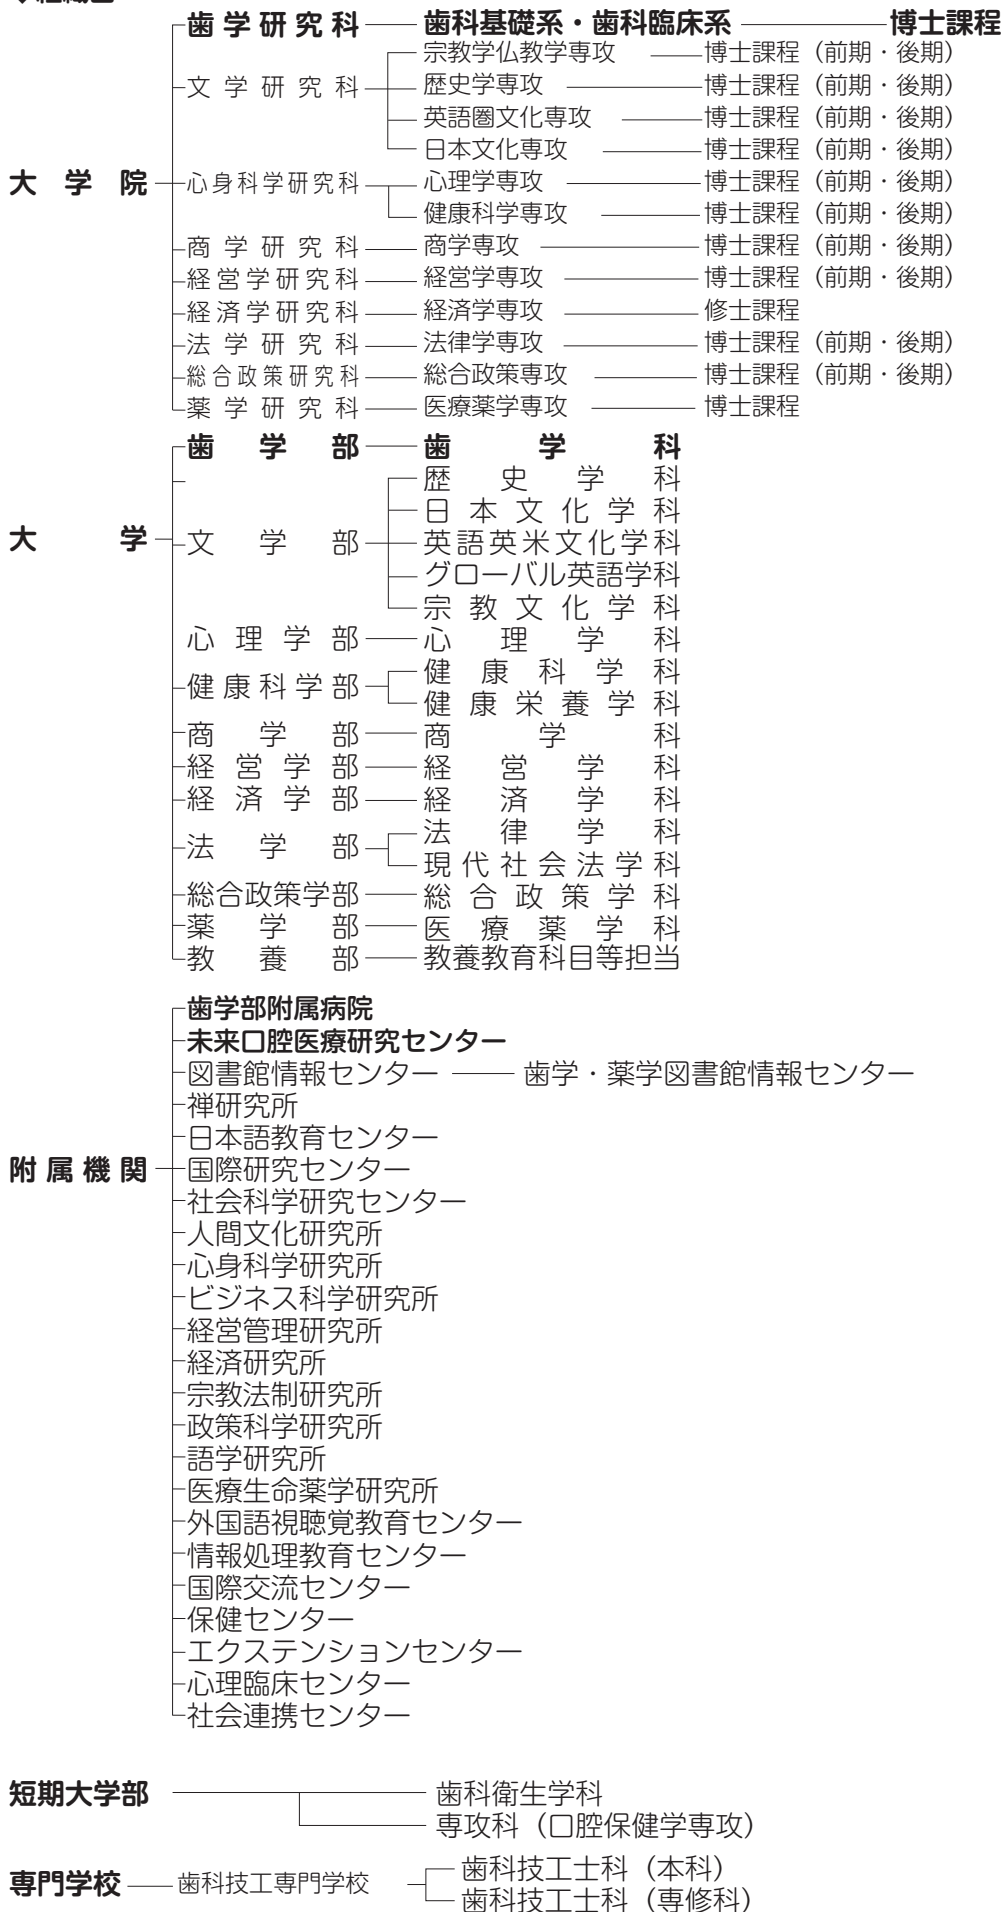 歯学研究科 歯科基礎系・歯科臨床系 博士課程
宗教学仏教学専攻 博士課程（前期・後期）
文学研究科 歴史学専攻 博士課程（前期・後期）
英語圏文化専攻 博士課程（前期・後期）
日本文化専攻 博士課程（前期・後期）
大学院 心身科学研究科 心理学専攻 博士課程（前期・後期）
健康科学専攻 博士課程（前期・後期）
商学研究科 商学専攻 博士課程（前期・後期）
経営学研究科 経営学専攻 博士課程（前期・後期）
経済学研究科 経済学専攻 修士課程
法学研究科 法律学専攻 博士課程（前期・後期）
総合政策研究科 総合政策専攻 博士課程（前期・後期）
薬学研究科 医療薬学専攻 博士課程
歯学部 歯学科
歴史学科
日本文化学科
大学 文学部 英語英米文化学科
グローバル英語学科
宗教文化学科
心理学部 心理学科
健康科学部 健康科学科
健康栄養学科
商学部 商学科
経営学部 経営学科
経済学部 経済学科
法学部 法律学科
現代社会法学科
総合政策学部 総合政策学科
薬学部 医療薬学科
教養部 教養教育科目等担当
歯学部附属病院
未来口腔医療研究センター
図書館情報センター 歯学・薬学図書館情報センター
禅研究所
日本語教育センター
附属機関 国際研究センター
社会科学研究センター
人間文化研究所
心身科学研究所
ビジネス科学研究所
経営管理研究所
経済研究所
宗教法制研究所
政策科学研究所
語学研究所
医療生命薬学研究所
外国語視聴覚教育センター
情報処理教育センター
国際交流センター
保健センター
エクステンションセンター
心理臨床センター
社会連携センター
短期大学部 歯科衛生学科
専攻科（口腔保健学専攻）
専門学校 歯科技工専門学校 歯科技工士科（本科）
歯科技工士科（専修科）